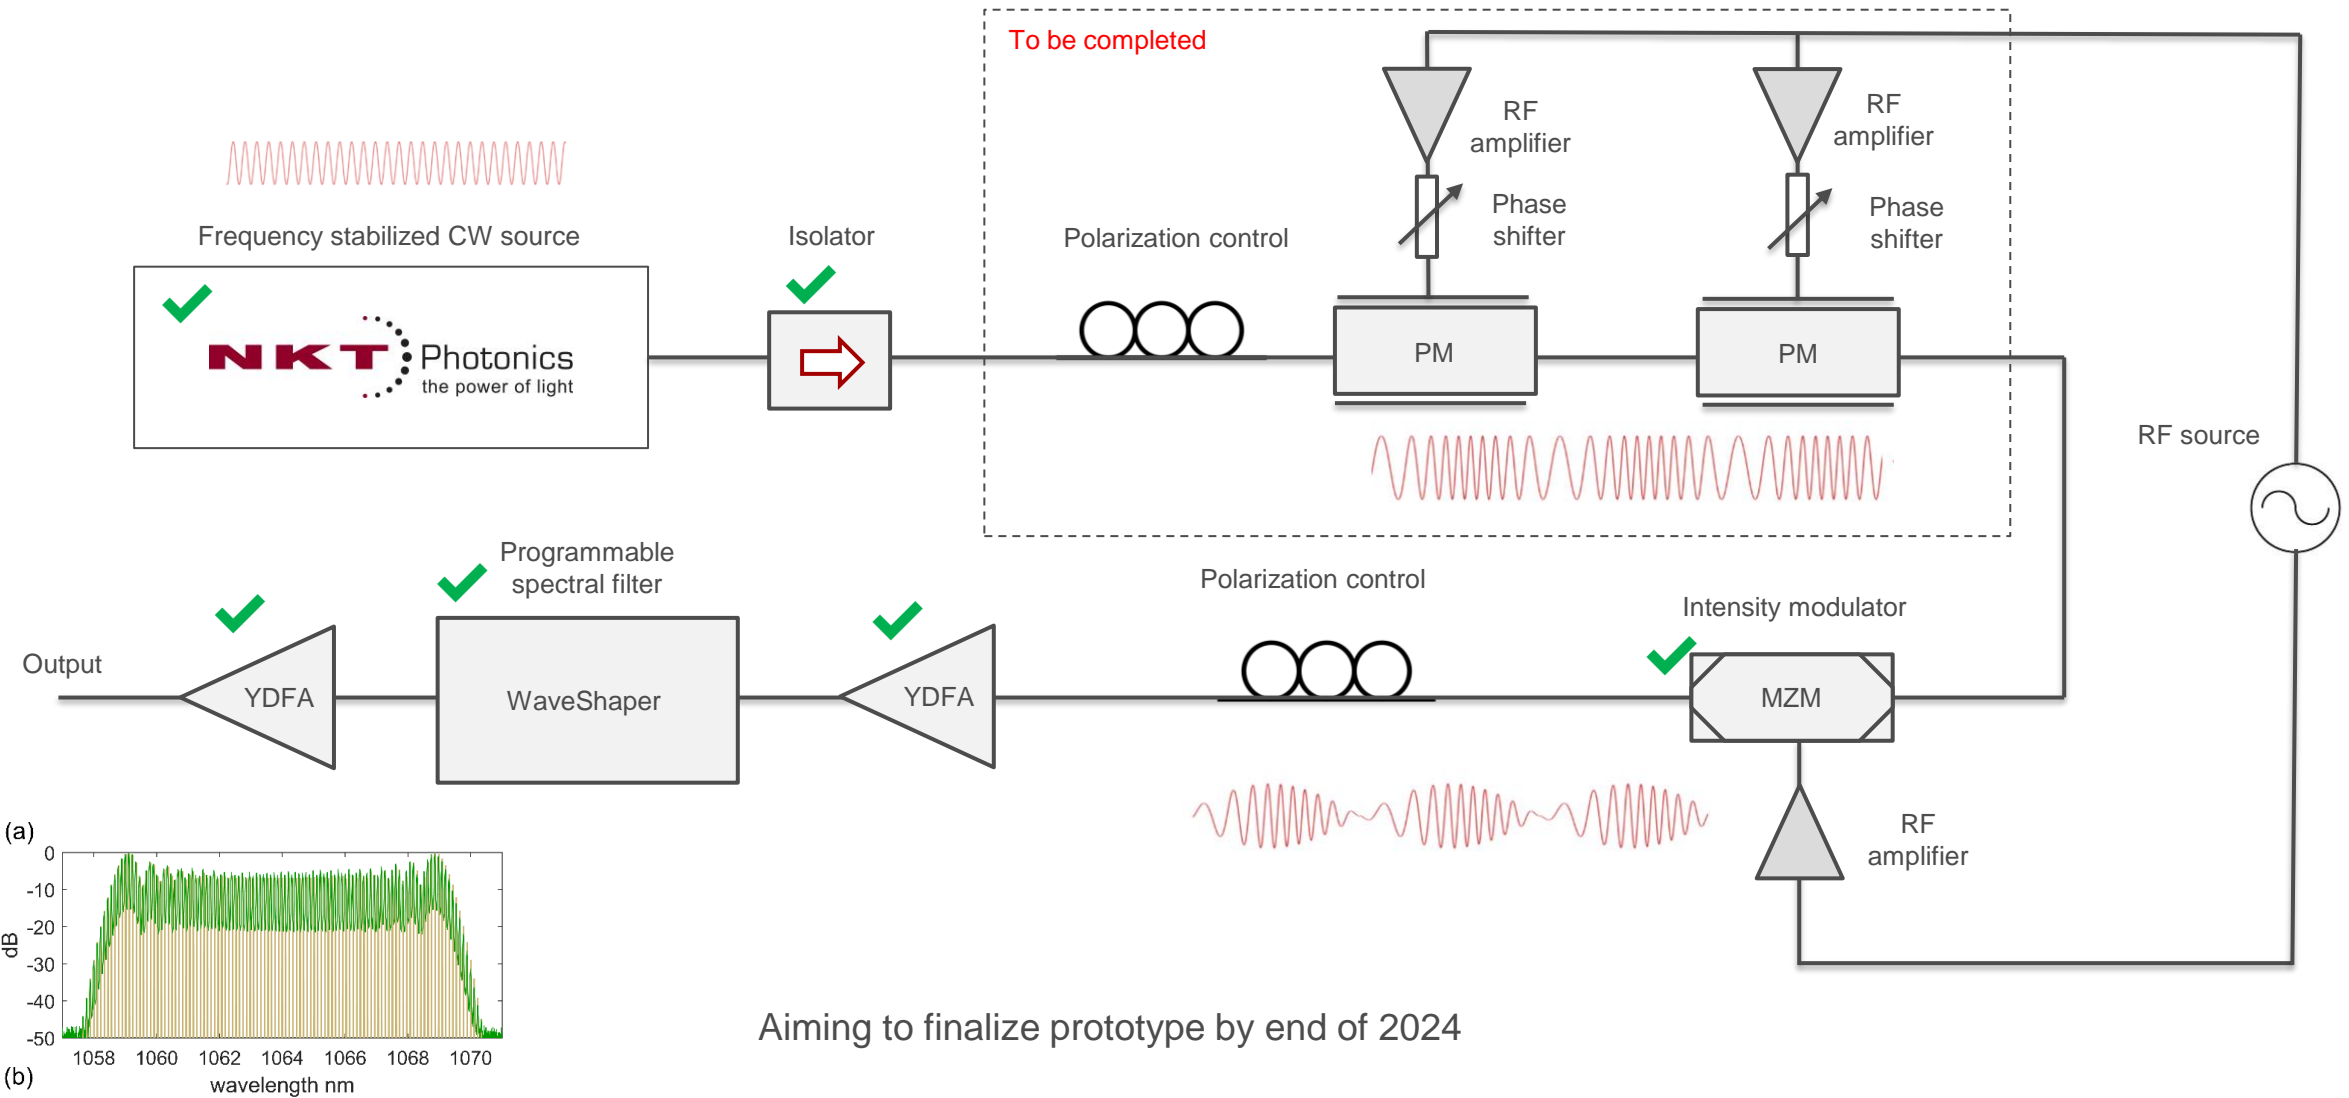 To be completed
RF
amplifier
RF
amplifier
Phase
shifter
Phase
shifter
Frequency stabilized CW source
Isolator
Polarization control
NKT Photonics
the power of light
PM
PM
RF source
Programmable
spectral filter
Polarization control
Intensity modulator
Output
YDFA
WaveShaper
YDFA
MZM
RF
amplifier
(a)
0
-10
-20
-30
-40
-50
dB
1058 1060 1062 1064 1066 1068 1070
wavelength nm
(b)
Aiming to finalize prototype by end of 2024